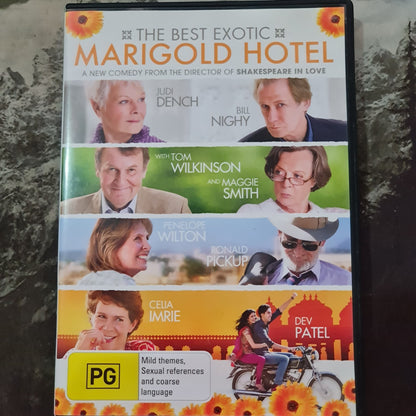 THE BEST EXOTIC
MARIGOLD HOTEL
A NEW COMEDY FROM THE DIRECTOR OF SHAKESPEARE IN LOVE
JUDI
DENCH
BILL
NIGHY
WITH TOM
WILKINSON
AND MAGGIE
SMITH
PENELOPE
WILTON
RONALD
PICKUP
CELIA
IMRIE
DEV
PATEL
PG
Mild themes,
Sexual references
and coarse
language